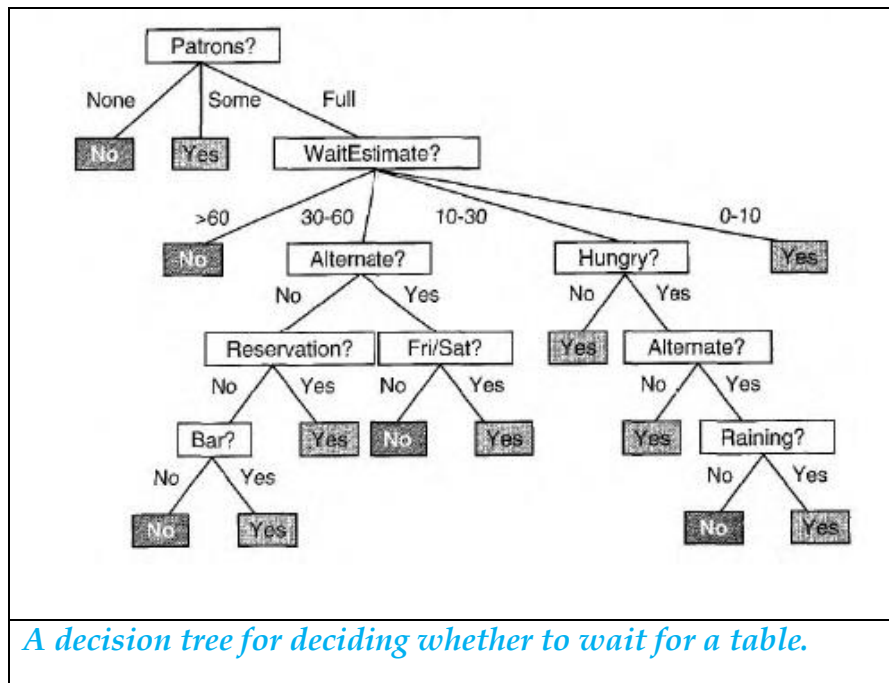 Patrons?
None Some Full
No Yes WaitEstimate?
>60 30-60 10-30 0-10
No Alternate? Hungry? Yes
No Yes No Yes
Reservation? Fri/Sat? Yes Alternate?
No Yes No Yes No Yes
Bar? Yes No Yes Yes Raining?
No Yes No Yes
No Yes No Yes
A decision tree for deciding whether to wait for a table.